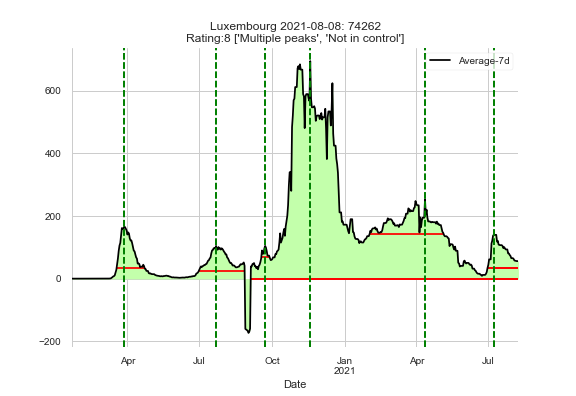 Luxembourg 2021-08-08: 74262
Rating:8 ['Multiple peaks', 'Not in control']
Average-7d
600
400
200
0
−200
Apr
Jul
Oct
Jan
2021
Apr
Jul
Date